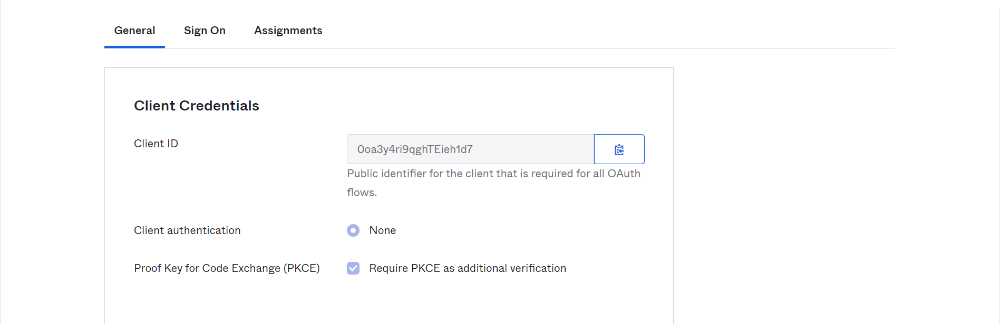 General Sign On Assignments
Client Credentials
Client ID
0oa3y4ri9qghTEieh1d7
Public identifier for the client that is required for all OAuth
flows.
Client authentication
None
Proof Key for Code Exchange (PKCE)
Require PKCE as additional verification